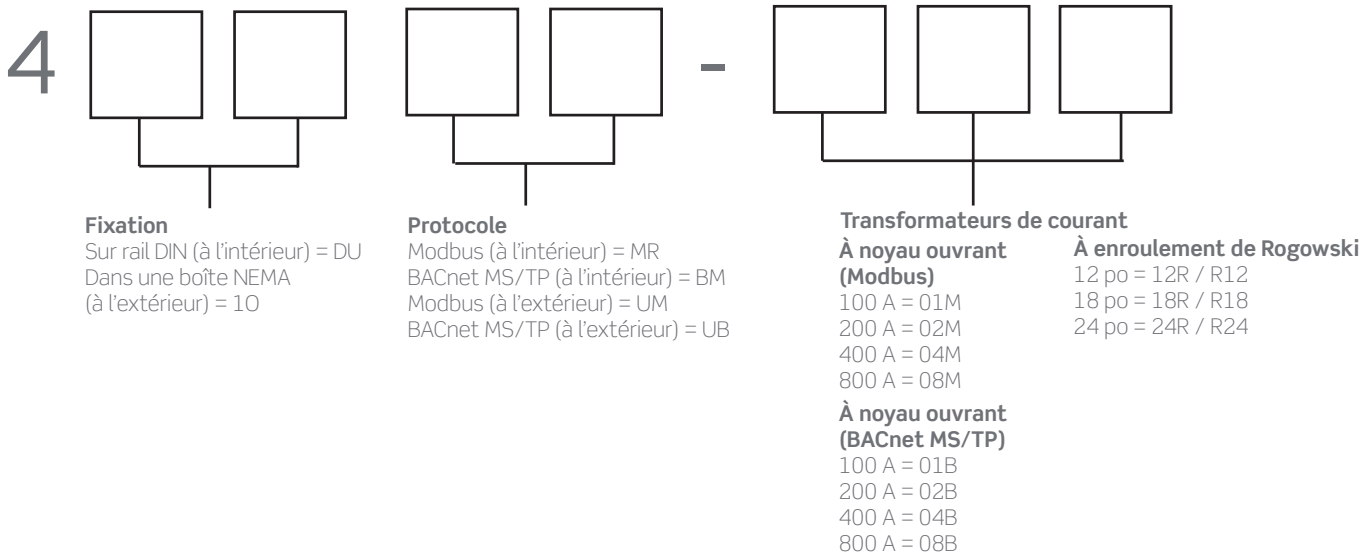 4 -
Fixation
Sur rail DIN (à l'intérieur) = DU
Dans une boîte NEMA
(à l'extérieur) = 1O
Protocole
Modbus (à l'intérieur) = MR
BACnet MS/TP (à l'intérieur) = BM
Modbus (à l'extérieur) = UM
BACnet MS/TP (à l'extérieur) = UB
Transformateurs de courant
À noyau ouvrant
(Modbus)
100 A = 01M
200 A = 02M
400 A = 04M
800 A = 08M
À noyau ouvrant
(BACnet MS/TP)
100 A = 01B
200 A = 02B
400 A = 04B
800 A = 08B
À enroulement de Rogowski
12 po = 12R / R12
18 po = 18R / R18
24 po = 24R / R24